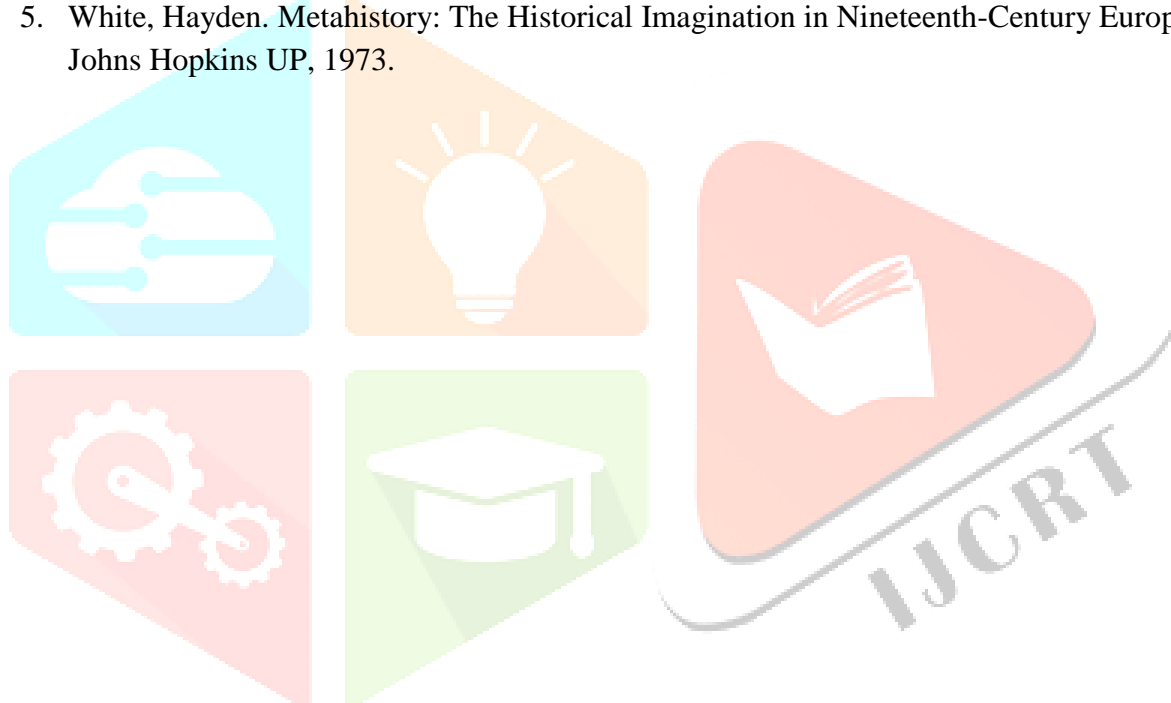 5. White, Hayden. Metahistory: The Historical Imagination in Nineteenth-Century Europ
Johns Hopkins UP, 1973.
IJCRT